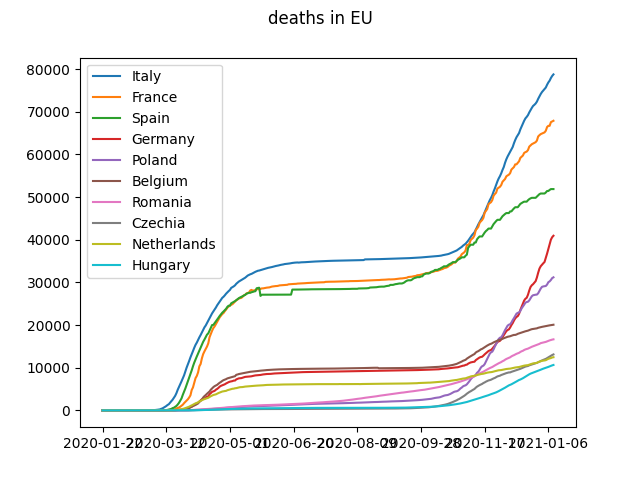 deaths in EU
80000
70000
60000
50000
40000
30000
20000
10000
0
Italy
France
Spain
Germany
Poland
Belgium
Romania
Czechia
Netherlands
Hungary
2020-01-22 2020-03-12 2020-05-01 2020-06-20 2020-08-09 2020-09-28 2020-11-17 2021-01-06